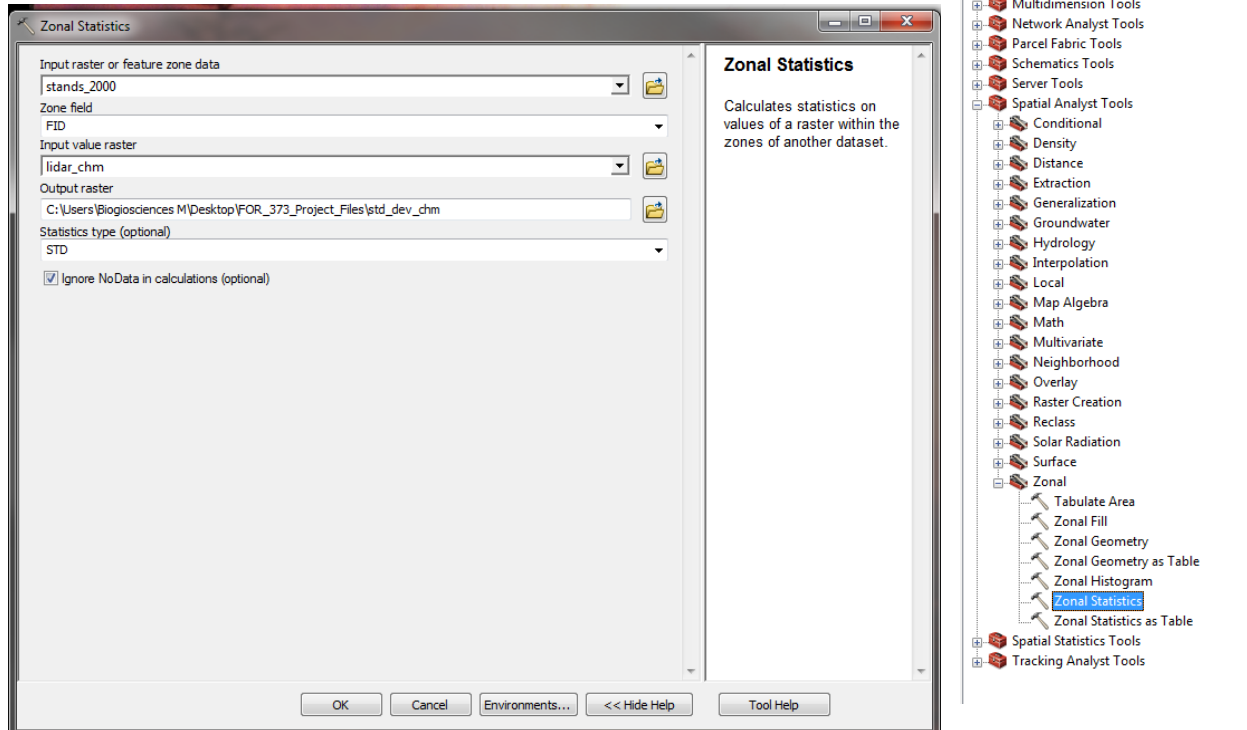 Zonal Statistics
Input raster or feature zone data
stands_2000
Zone field
FID
Input value raster
lidar_chm
Output raster
C:\Users\Biogiosciences M\Desktop\FOR_373_Project_Files\std_dev_chm
Statistics type (optional)
STD
Ignore NoData in calculations (optional)
Zonal Statistics
Calculates statistics on
values of a raster within the
zones of another dataset.
OK
Cancel
Environments...
<< Hide Help
Tool Help
Multidimension Tools
Network Analyst Tools
Parcel Fabric Tools
Schematics Tools
Server Tools
Spatial Analyst Tools
Conditional
Density
Distance
Extraction
Generalization
Groundwater
Hydrology
Interpolation
Local
Map Algebra
Math
Multivariate
Neighborhood
Overlay
Raster Creation
Reclass
Solar Radiation
Surface
Zonal
Tabulate Area
Zonal Fill
Zonal Geometry
Zonal Geometry as Table
Zonal Histogram
Zonal Statistics
Zonal Statistics as Table
Spatial Statistics Tools
Tracking Analyst Tools